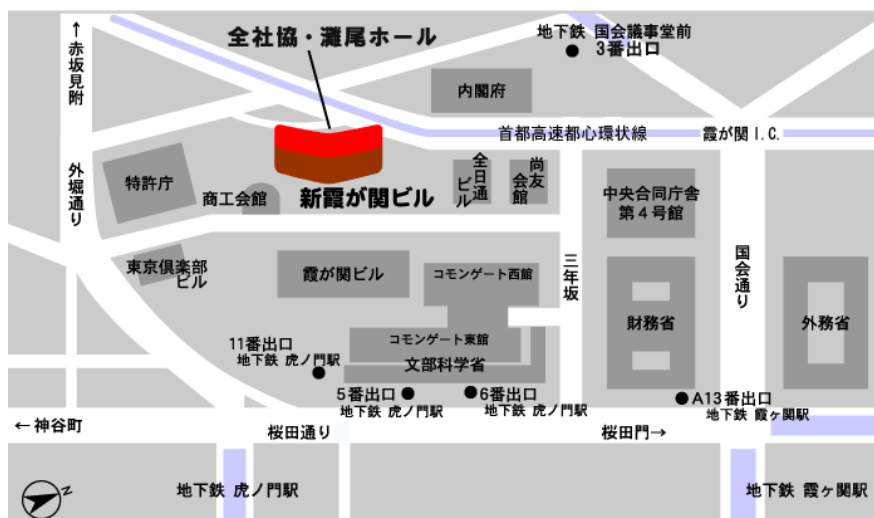 ↑赤坂見附
全社協・灘尾ホール
地下鉄 国会議事堂前
3番出口
内閣府
首都高速都心環状線
霞が関 I.C.
外堀通り
特許庁
商工会館
新霞が関ビル
全日通
ビル
尚友
会館
中央合同庁舎
第4号館
東京倶楽部
ビル
霞が関ビル
コモンゲート西館
三年坂
国会通り
財務省
外務省
コモンゲート東館
文部科学省
11番出口
地下鉄 虎ノ門駅
5番出口
地下鉄 虎ノ門駅
6番出口
地下鉄 虎ノ門駅
A13番出口
地下鉄 霞ヶ関駅
←神谷町
桜田通り
桜田門→
地下鉄 虎ノ門駅
地下鉄 霞ヶ関駅
N